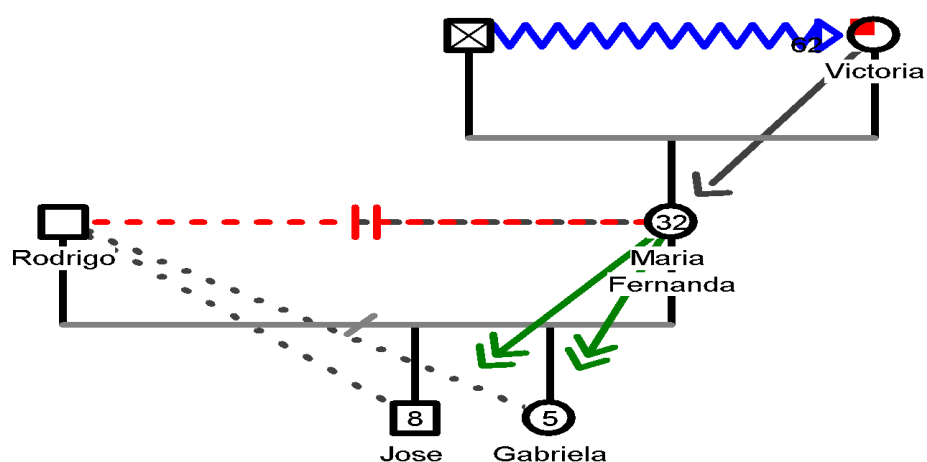 62
Victoria
32
Rodrigo
Maria
Fernanda
8
5
Jose
Gabriela